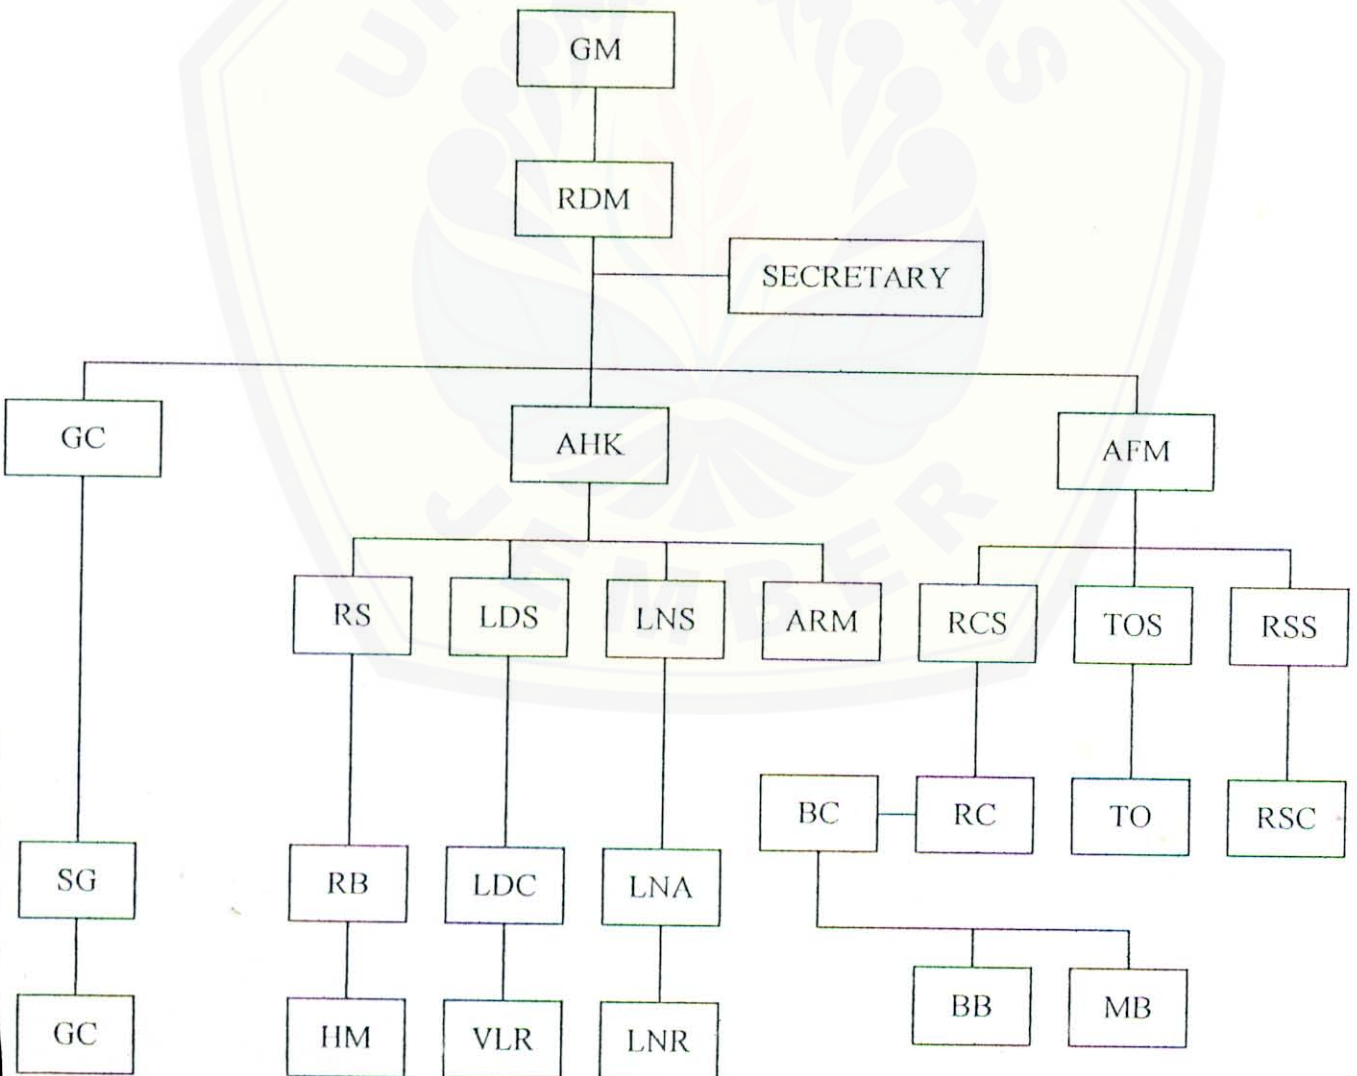 GM
RDM
SECRETARY
GC
AHK
AFM
RS
LDS
LNS
ARM
RCS
TOS
RSS
BC
RC
TO
RSC
SG
RB
LDC
LNA
BB
MB
GC
HM
VLR
LNR
JEMBER